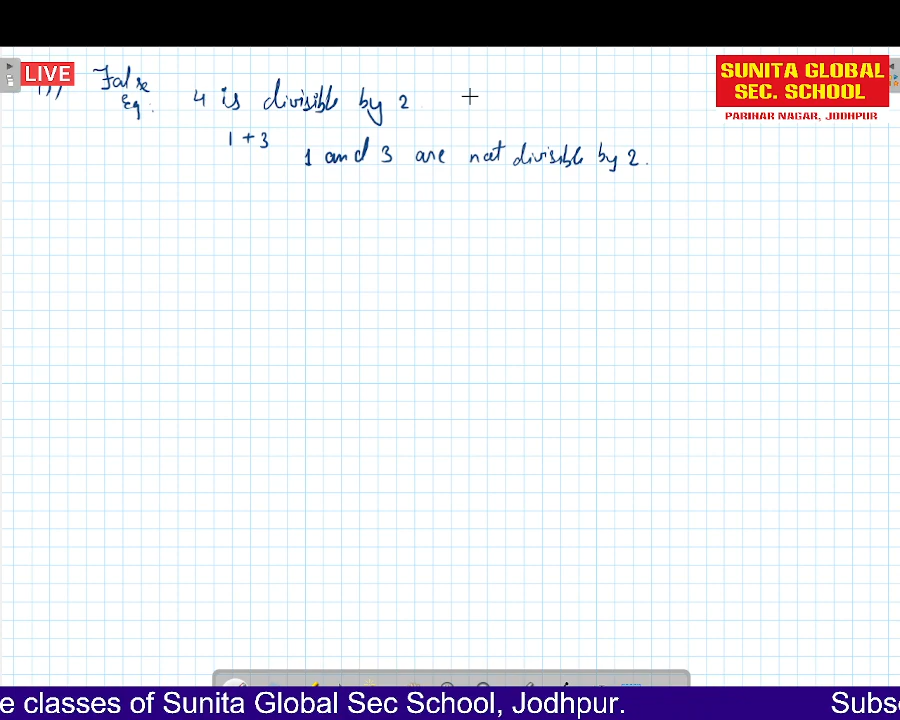 LIVE
SUNITA GLOBAL
SEC. SCHOOL
PARIHAR NAGAR, JODHPUR
False
Eg. 4 is divisible by 2
1 + 3
1 and 3 are not divisible by 2.
e classes of Sunita Global Sec School, Jodhpur. Subs